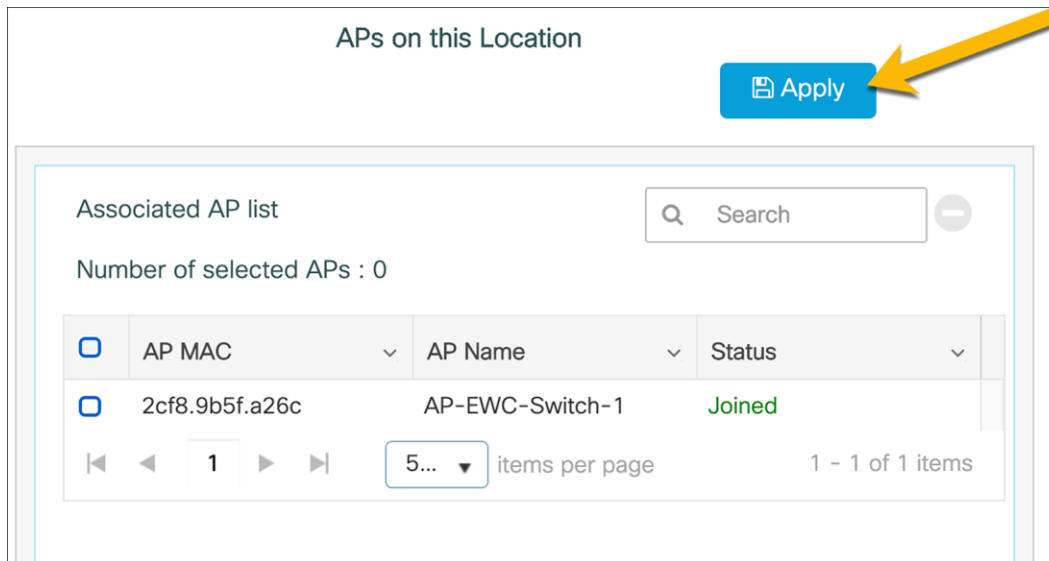 APs on this Location
Apply
Associated AP list
Search
Number of selected APs : 0
AP MAC AP Name Status
2cf8.9b5f.a26c AP-EWC-Switch-1 Joined
1 5... items per page 1 - 1 of 1 items